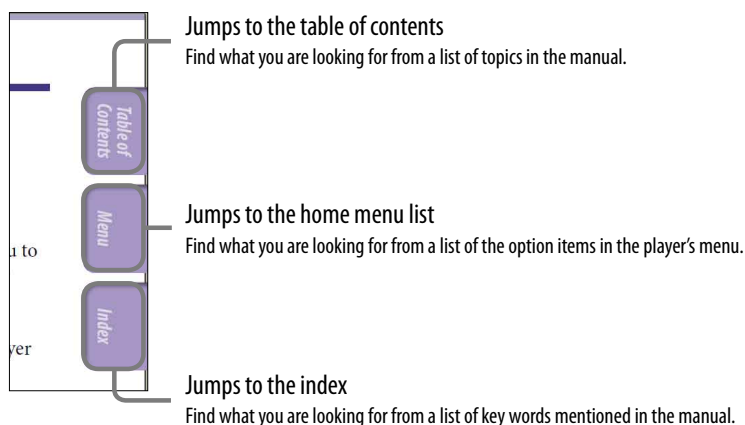 Jumps to the table of contents
Find what you are looking for from a list of topics in the manual.
Table of
Contents
Jumps to the home menu list
Find what you are looking for from a list of the option items in the player's menu.
Menu
u to
Index
yer
Jumps to the index
Find what you are looking for from a list of key words mentioned in the manual.